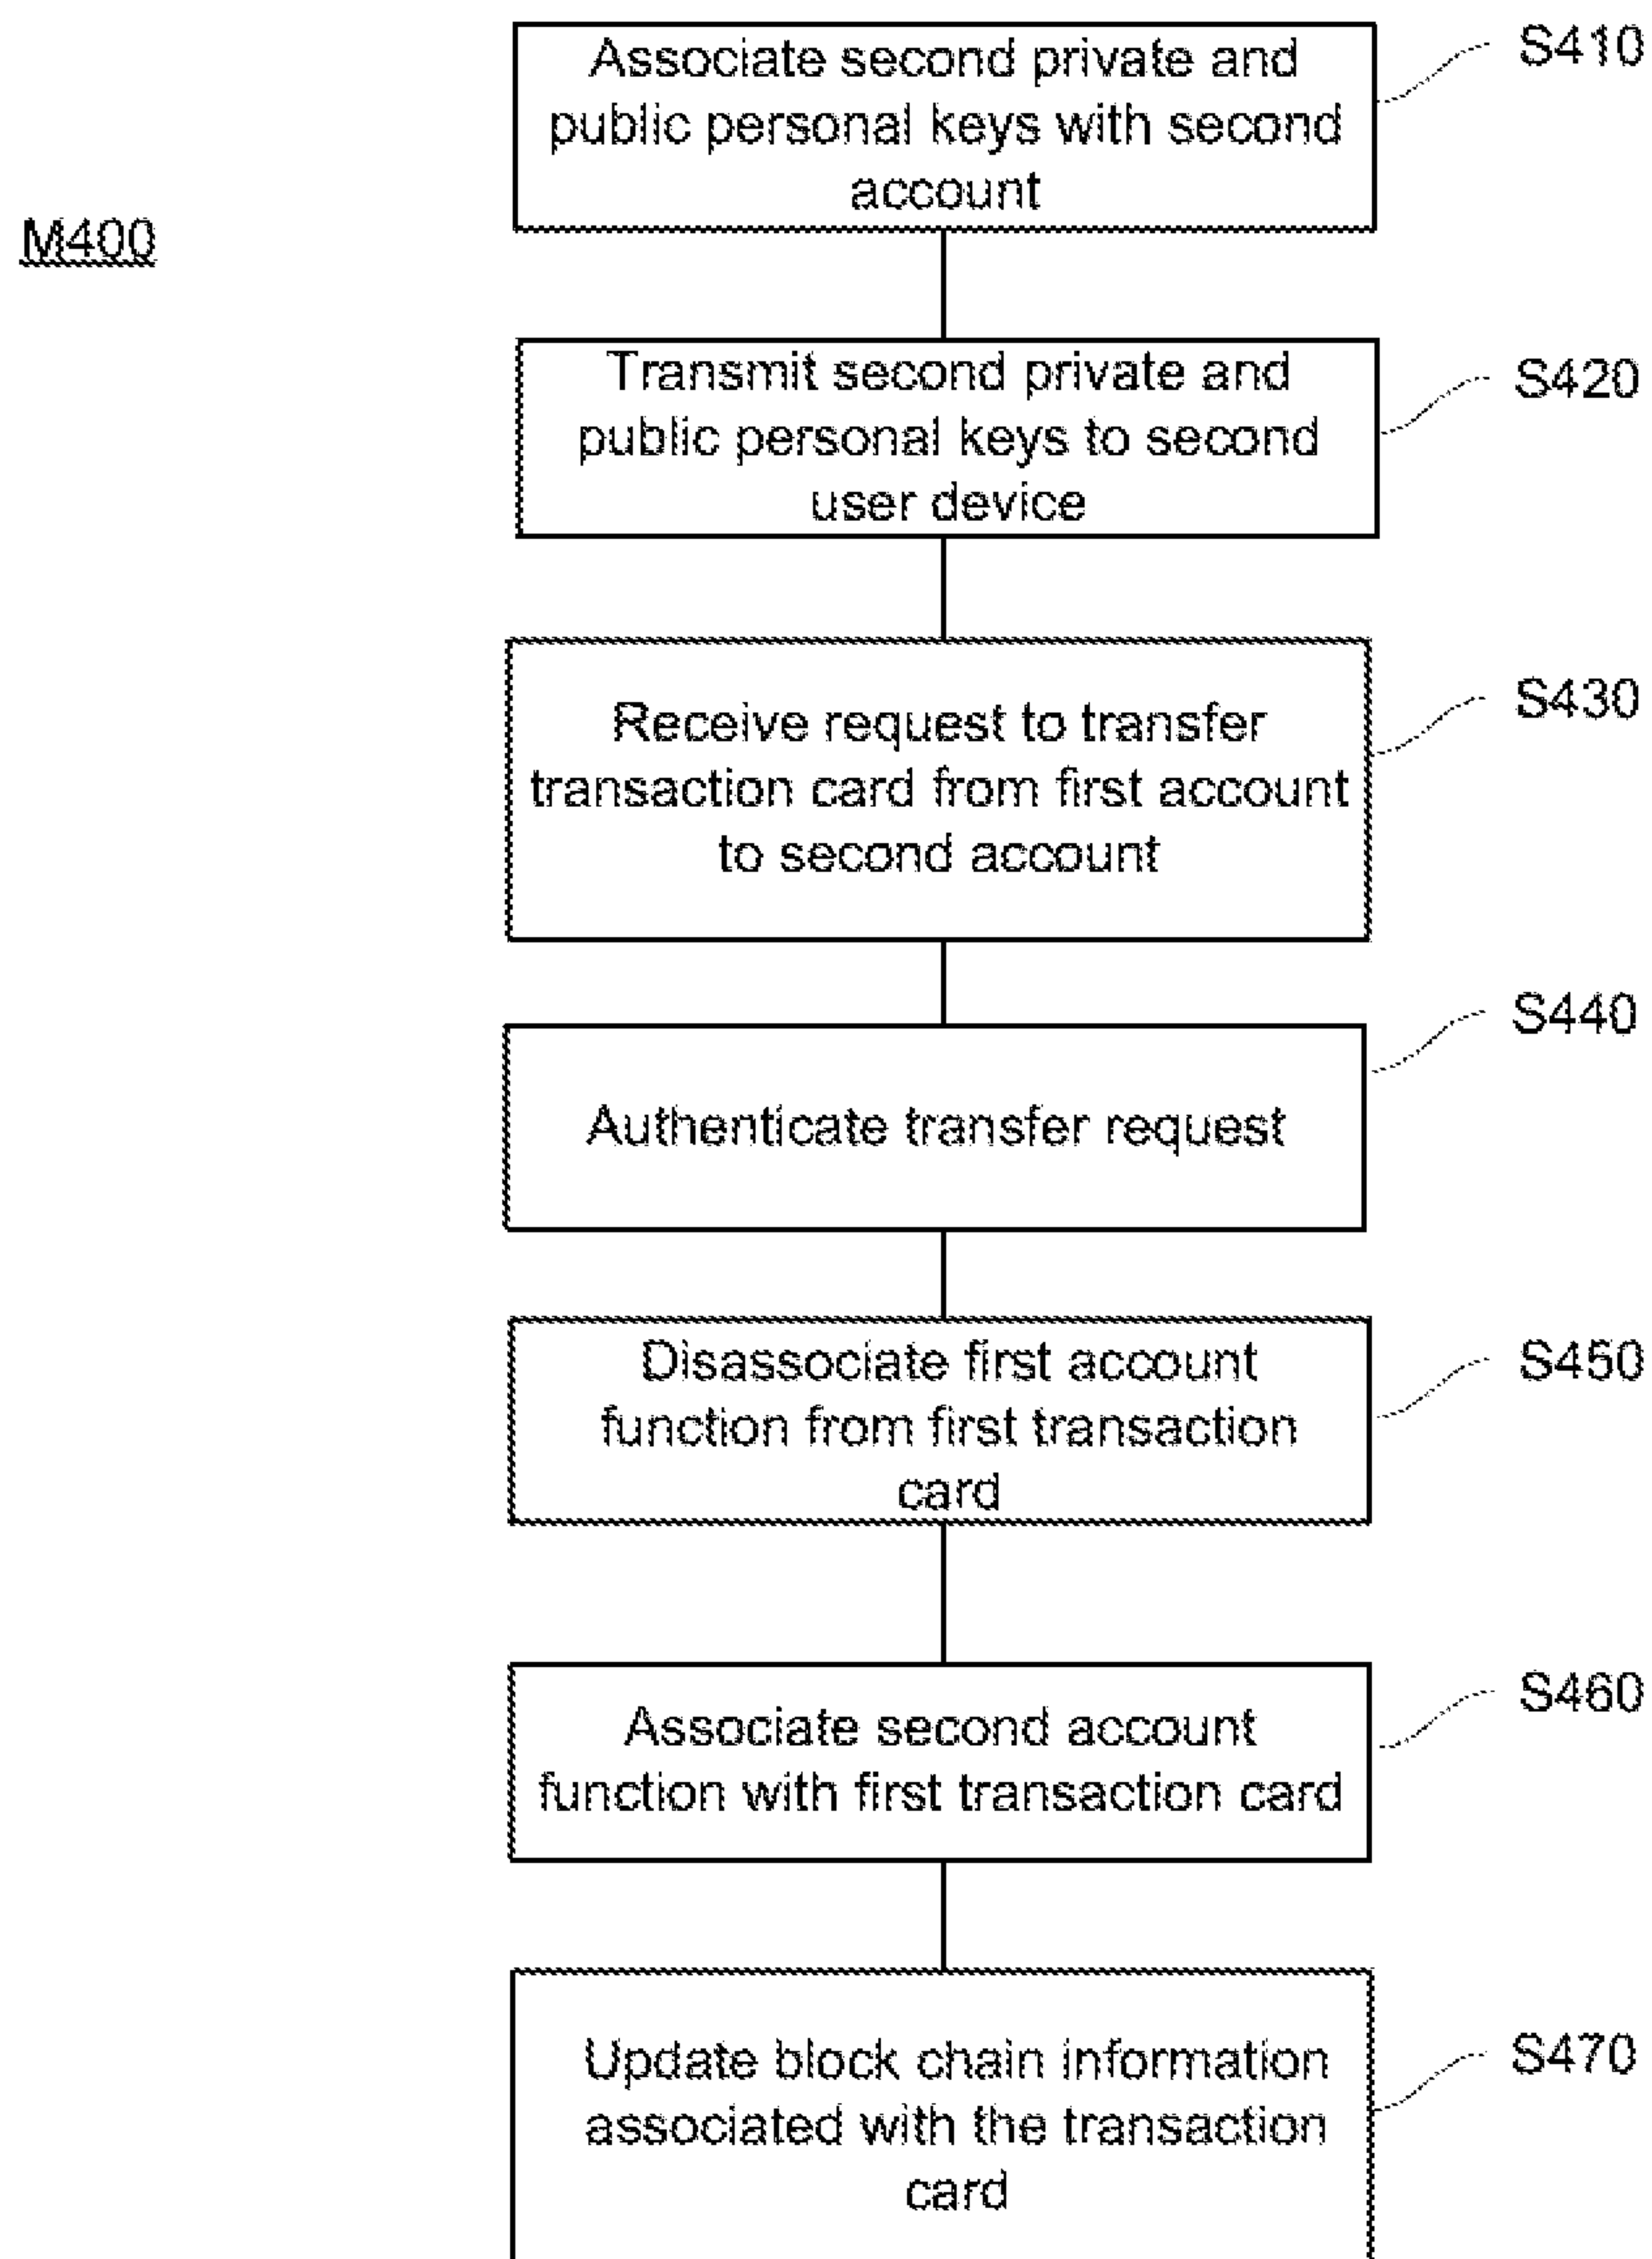 S410
Associate second private and
public personal keys with second
account
M400
S420
Transmit second private and
public personal keys to second
user device
S430
Receive request to transfer
transaction card from first account
to second account
S440
Authenticate transfer request
S450
Disassociate first account
function from first transaction
card
S460
Associate second account
function with first transaction card
S470
Update block chain information
associated with the transaction
card